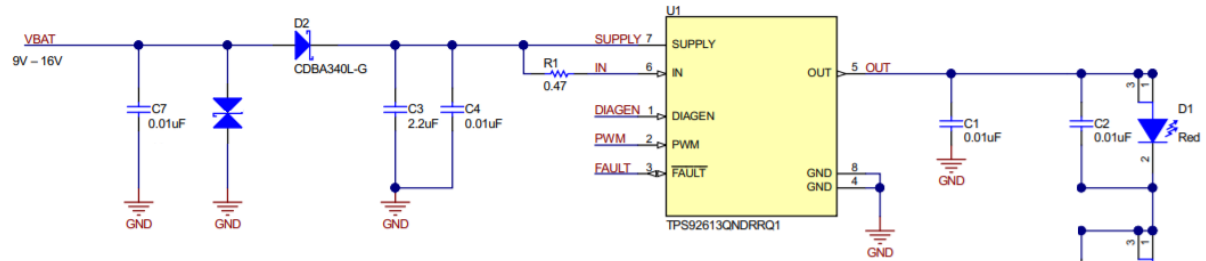 VBAT
9V – 16V
D2
CDBA340L-G
C7
0.01uF
GND
GND
C3
2.2uF
C4
0.01uF
GND
R1
0.47
SUPPLY 7
IN 6
DIAGEN 1
PWM 2
FAULT 3
U1
SUPPLY
IN
DIAGEN
PWM
FAULT
OUT
GND
GND
TPS92613QNDRRQ1
5 OUT
8
4
GND
C1
0.01uF
GND
C2
0.01uF
3
1
D1
Red
2
3
1